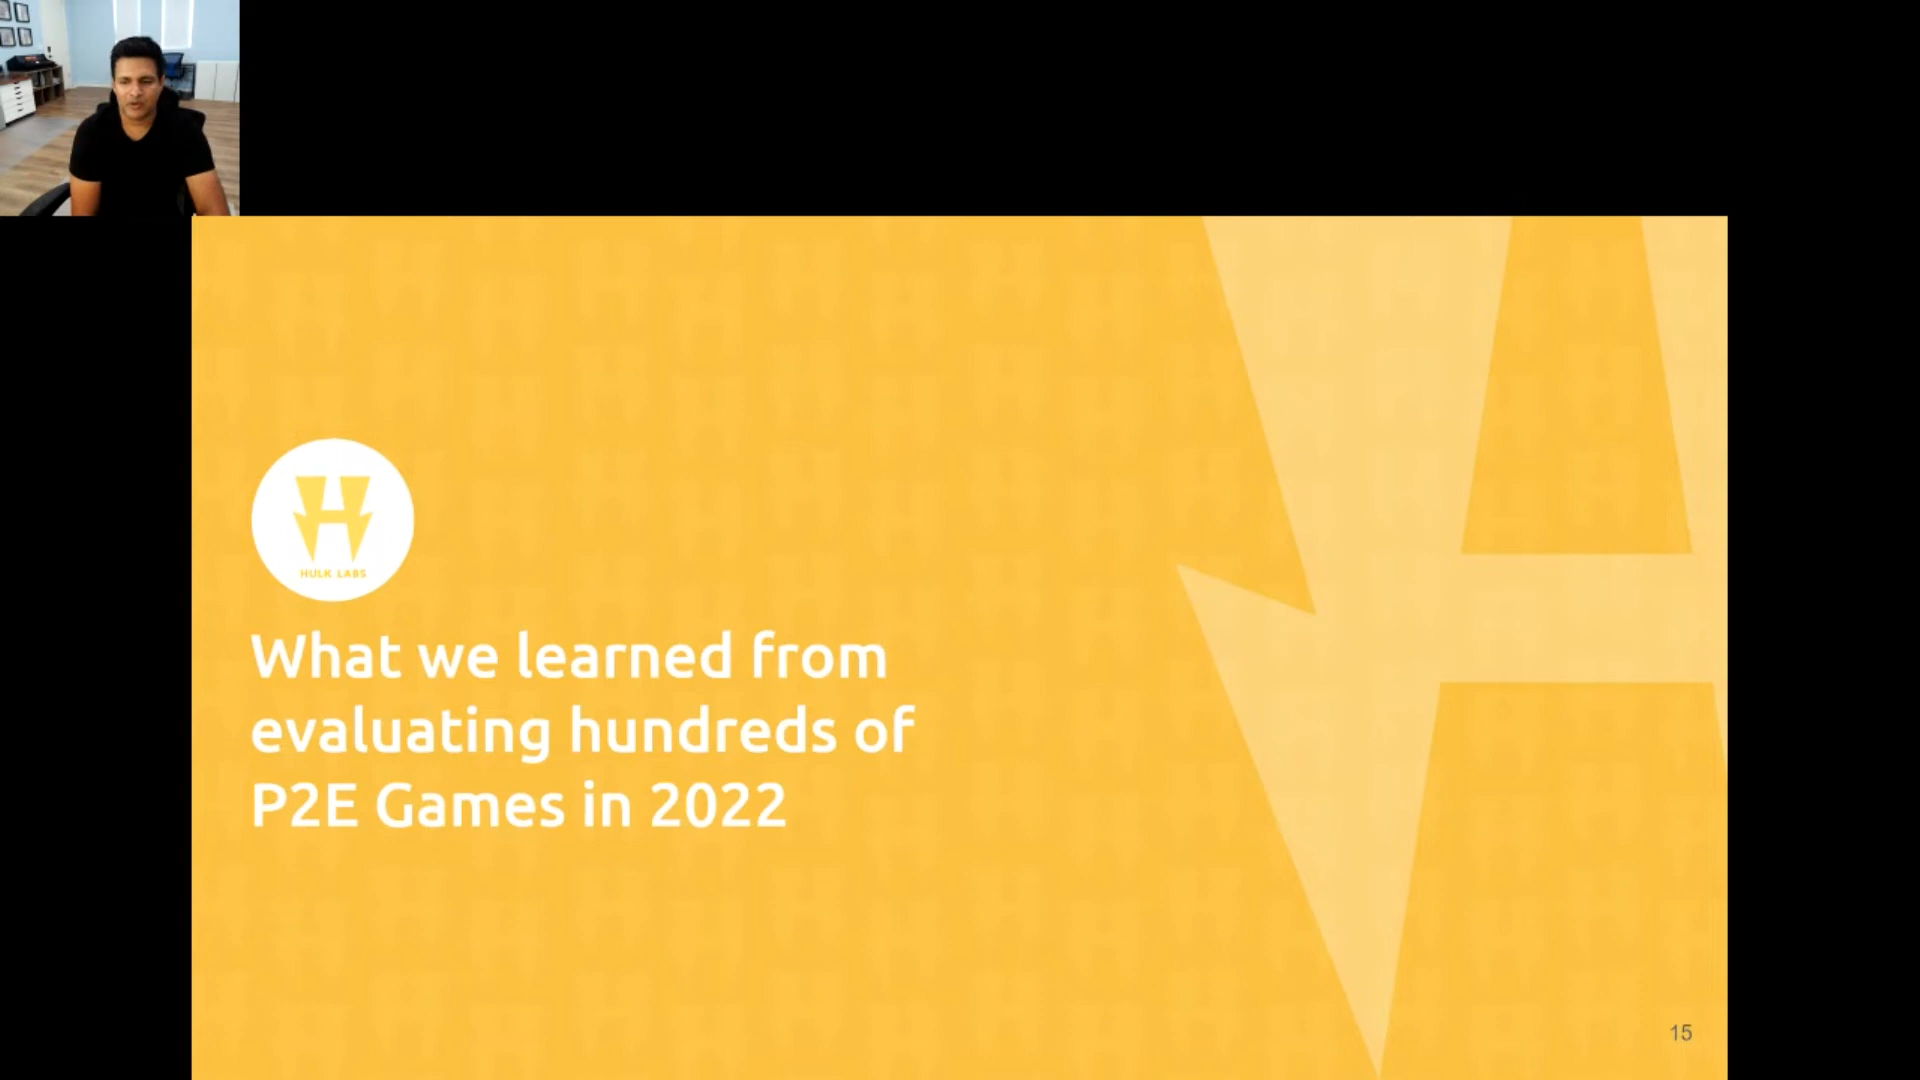 HULK LABS
What we learned from
evaluating hundreds of
P2E Games in 2022
15